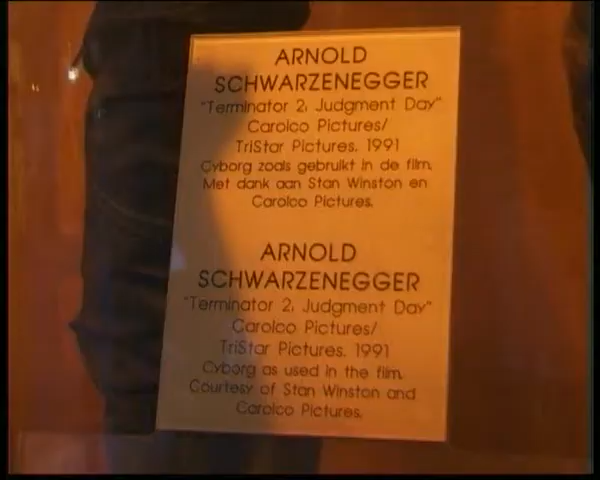 ARNOLD
SCHWARZENEGGER
"Terminator 2, Judgment Day"
Carolco Pictures/
TriStar Pictures. 1991
Cyborg zoals gebruikt in de film.
Met dank aan Stan Winston en
Carolco Pictures.
ARNOLD
SCHWARZENEGGER
"Terminator 2, Judgment Day"
Carolco Pictures/
TriStar Pictures. 1991
Cyborg as used in the film.
Courtesy of Stan Winston and
Carolco Pictures.